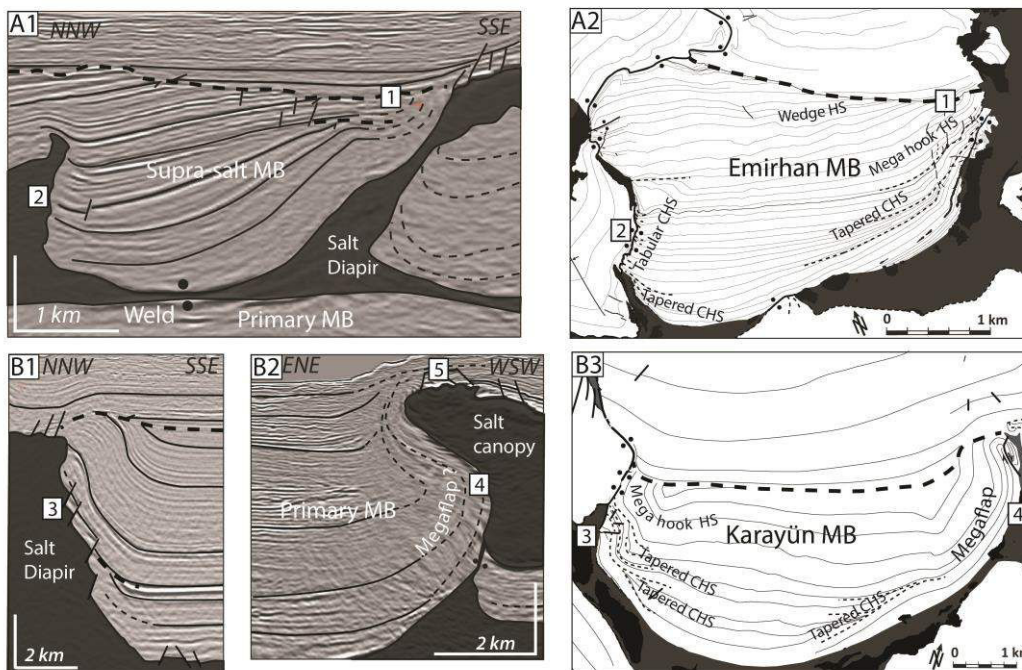 A1
NNW
SSE
1
Supra-salt MB
2
Salt
Diapir
1 km
Weld
Primary MB
A2
1
Wedge HS
Mega hook HS
Emirhan MB
Tapered CHS
2
Tabular CHS
Tapered CHS
N
0
1 km
B1
NNW
SSE
3
Salt
Diapir
2 km
B2
ENE
WSW
5
Salt
canopy
4
Primary MB
Megaflap ?
2 km
B3
Mega hook HS
Megaflap
4
3
Karayün MB
Tapered CHS
Tapered CHS
Tapered CHS
N
0
1 km